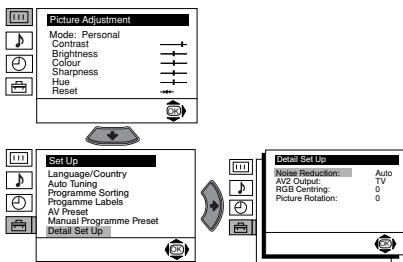 Picture Adjustment
Mode: Personal
Contrast
Brightness
Colour
Sharpness
Hue
Reset
OK
Set Up
Language/Country
Auto Tuning
Programme Sorting
Progamme Labels
AV Preset
Manual Programme Preset
Detail Set Up
OK
Detail Set Up
Noise Reduction: Auto
AV2 Output: TV
RGB Centring: 0
Picture Rotation: 0
OK